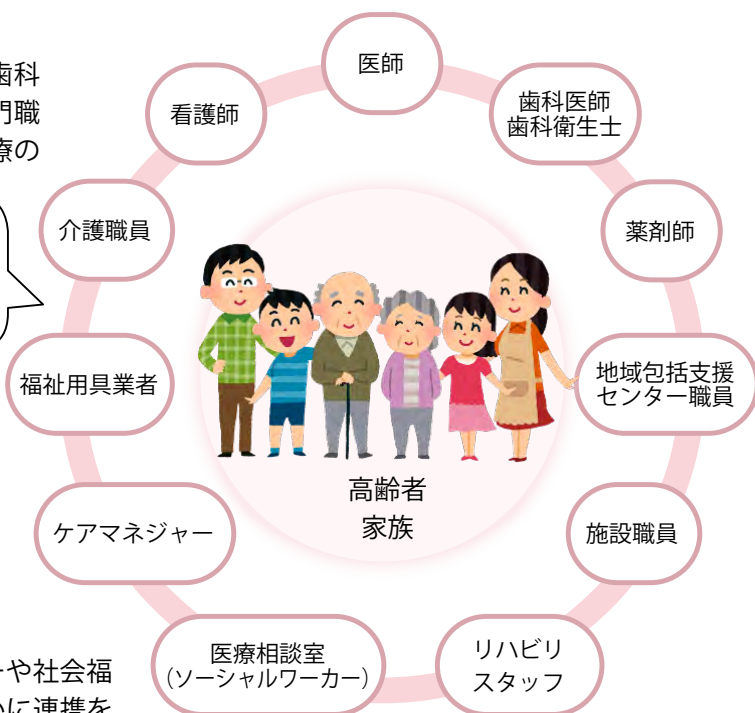 歯科
門職
療の
医師
歯科医師
歯科衛生士
薬剤師
地域包括支援
センター職員
施設職員
リハビリ
スタッフ
医療相談室
（ソーシャルワーカー）
ケアマネジャー
福祉用具業者
介護職員
看護師
高齢者
家族
や社会福
に連携を